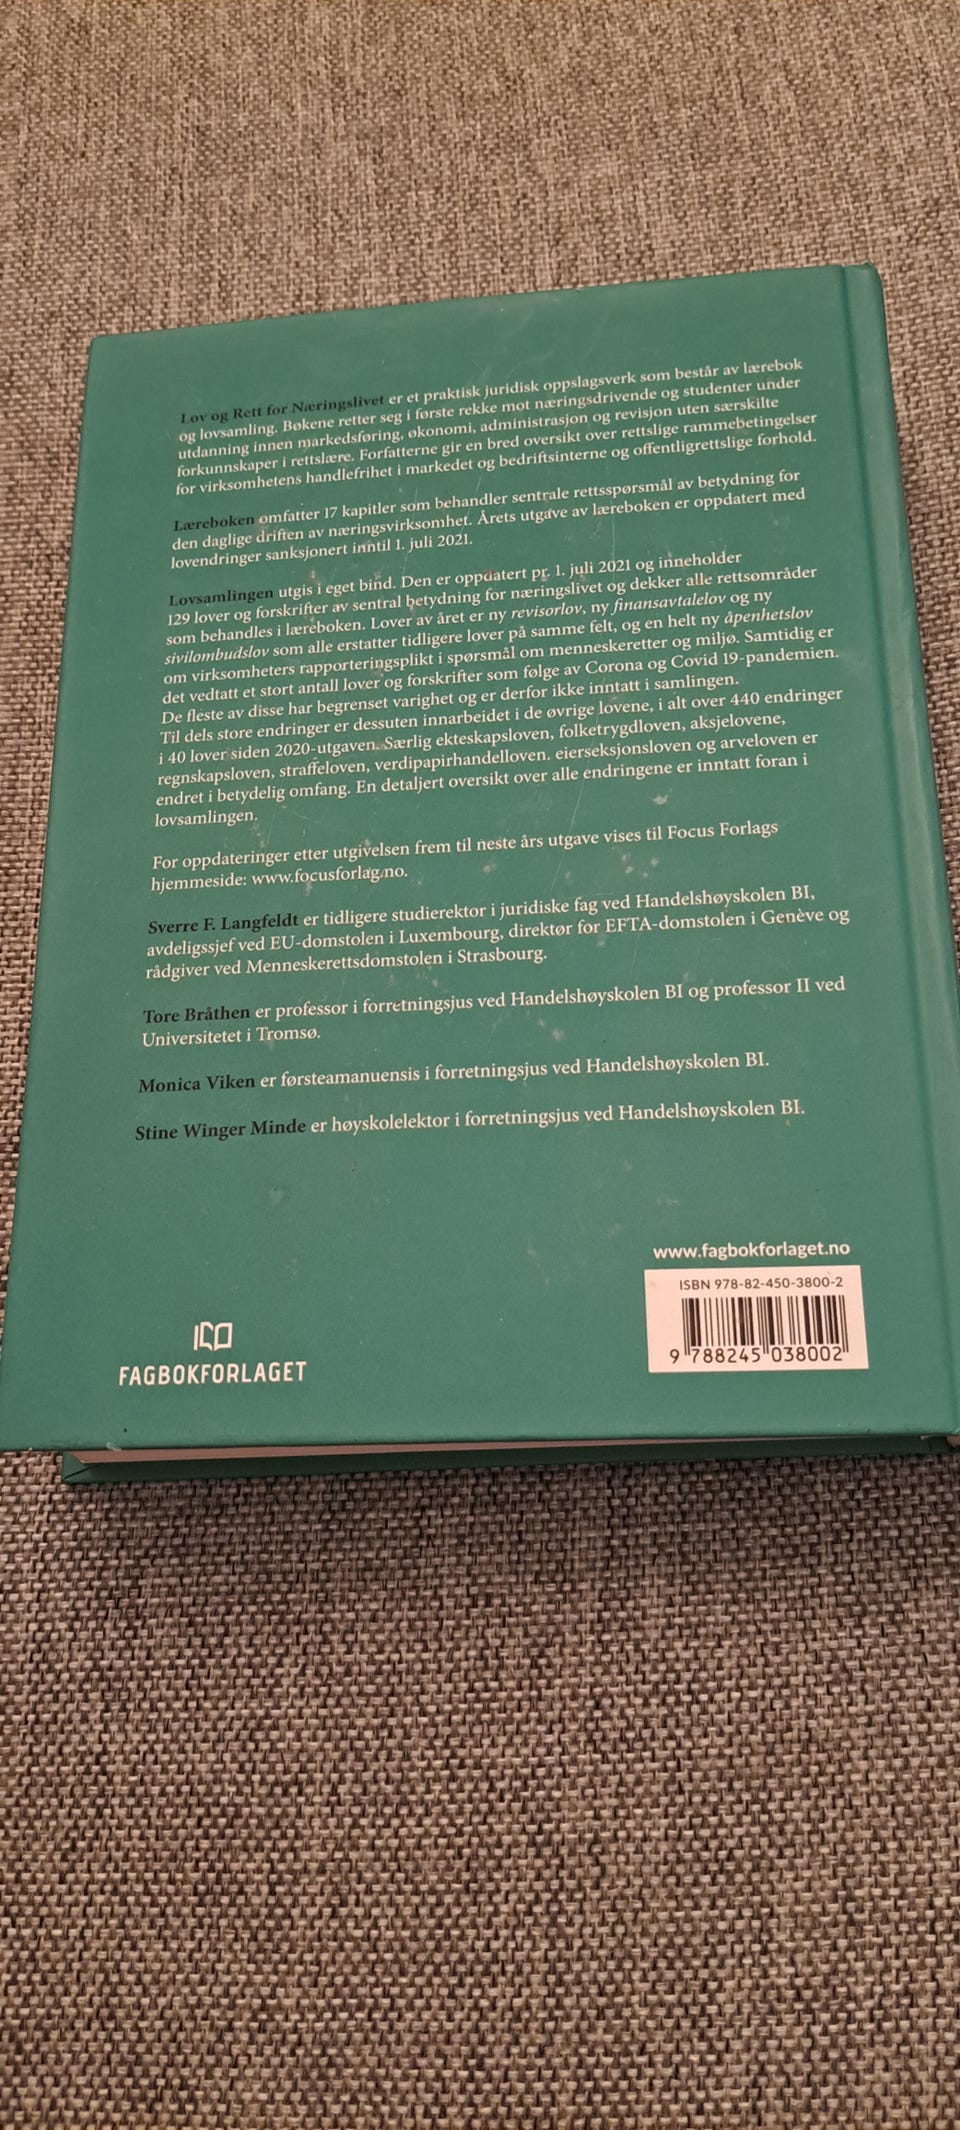 Lov og Rett for Næringslivet er et praktisk juridisk oppslagsverk som består av lærebok
og lovsamling. Bøkene retter seg i første rekke mot næringsdrivende og studenter under
utdanning innen markedsføring, økonomi, administrasjon og revisjon uten særskilte
forkunnskaper i rettslære. Forfatterne gir en bred oversikt over rettslige rammebetingelser
for virksomhetens handlefrihet i markedet og bedriftsinterne og offentligrettslige forhold.
Læreboken omfatter 17 kapitler som behandler sentrale rettsspørsmål av betydning for
den daglige driften av næringsvirksomhet. Årets utgave av læreboken er oppdatert med
lovendringer sanksjonert inntil 1. juli 2021.
Lovsamlingen utgis i eget bind. Den er oppdatert pr. 1. juli 2021 og inneholder
129 lover og forskrifter av sentral betydning for næringslivet og dekker alle rettsområder
som behandles i læreboken. Lover av året er ny revisorlov, ny finansavtalelov og ny
sivilombudslov som alle erstatter tidligere lover på samme felt, og en helt ny åpenhetslov
om virksomheters rapporteringsplikt i spørsmål om menneskeretter og miljø. Samtidig er
det vedtatt et stort antall lover og forskrifter som følge av Corona og Covid 19-pandemien.
De fleste av disse har begrenset varighet og er derfor ikke inntatt i samlingen.
Til dels store endringer er dessuten innarbeidet i de øvrige lovene, i alt over 440 endringer
i 40 lover siden 2020-utgaven. Særlig ekteskapsloven, folketrygdloven, aksjelovene,
regnskapsloven, straffeloven, verdipapirhandelloven. eierseksjonsloven og arveloven er
endret i betydelig omfang. En detaljert oversikt over alle endringene er inntatt foran i
lovsamlingen.
For oppdateringer etter utgivelsen frem til neste års utgave vises til Focus Forlags
hjemmeside: www.focusforlag.no.
Sverre F. Langfeldt er tidligere studierektor i juridiske fag ved Handelshøyskolen BI,
avdeligssjef ved EU-domstolen i Luxembourg, direktør for EFTA-domstolen i Genève og
rådgiver ved Menneskerettsdomstolen i Strasbourg.
Tore Bråthen er professor i forretningsjus ved Handelshøyskolen BI og professor II ved
Universitetet i Tromsø.
Monica Viken er førsteamanuensis i forretningsjus ved Handelshøyskolen BI.
Stine Winger Minde er høyskolelektor i forretningsjus ved Handelshøyskolen BI.
www.fagbokforlaget.no
ISBN 978-82-450-3800-2
9 788245 038002
FAGBOKFORLAGET